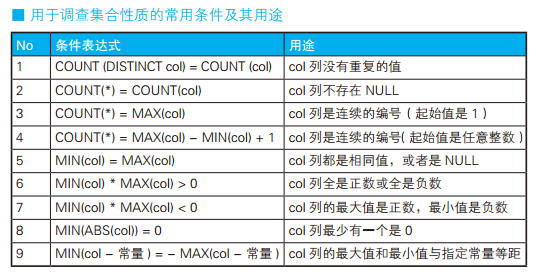 ■ 用于调查集合性质的常用条件及其用途
No 条件表达式 用途
1 COUNT (DISTINCT col) = COUNT (col) col 列没有重复的值
2 COUNT(*) = COUNT(col) col 列不存在 NULL
3 COUNT(*) = MAX(col) col 列是连续的编号（起始值是 1）
4 COUNT(*) = MAX(col) − MIN(col) + 1 col 列是连续的编号（起始值是任意整数）
5 MIN(col) = MAX(col) col 列都是相同值，或者是 NULL
6 MIN(col) * MAX(col) > 0 col 列全是正数或全是负数
7 MIN(col) * MAX(col) < 0 col 列的最大值是正数，最小值是负数
8 MIN(ABS(col)) = 0 col 列最少有一个是 0
9 MIN(col − 常量 ) = − MAX(col − 常量 ) col 列的最大值和最小值与指定常量等距